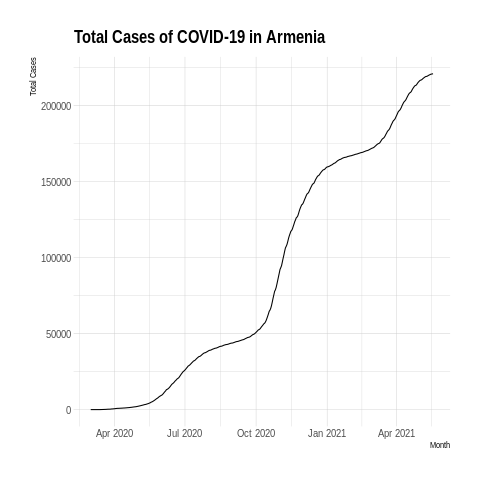 Total Cases of COVID-19 in Armenia
Total Cases
200000
150000
100000
50000
0
Apr 2020 Jul 2020 Oct 2020 Jan 2021 Apr 2021
Month